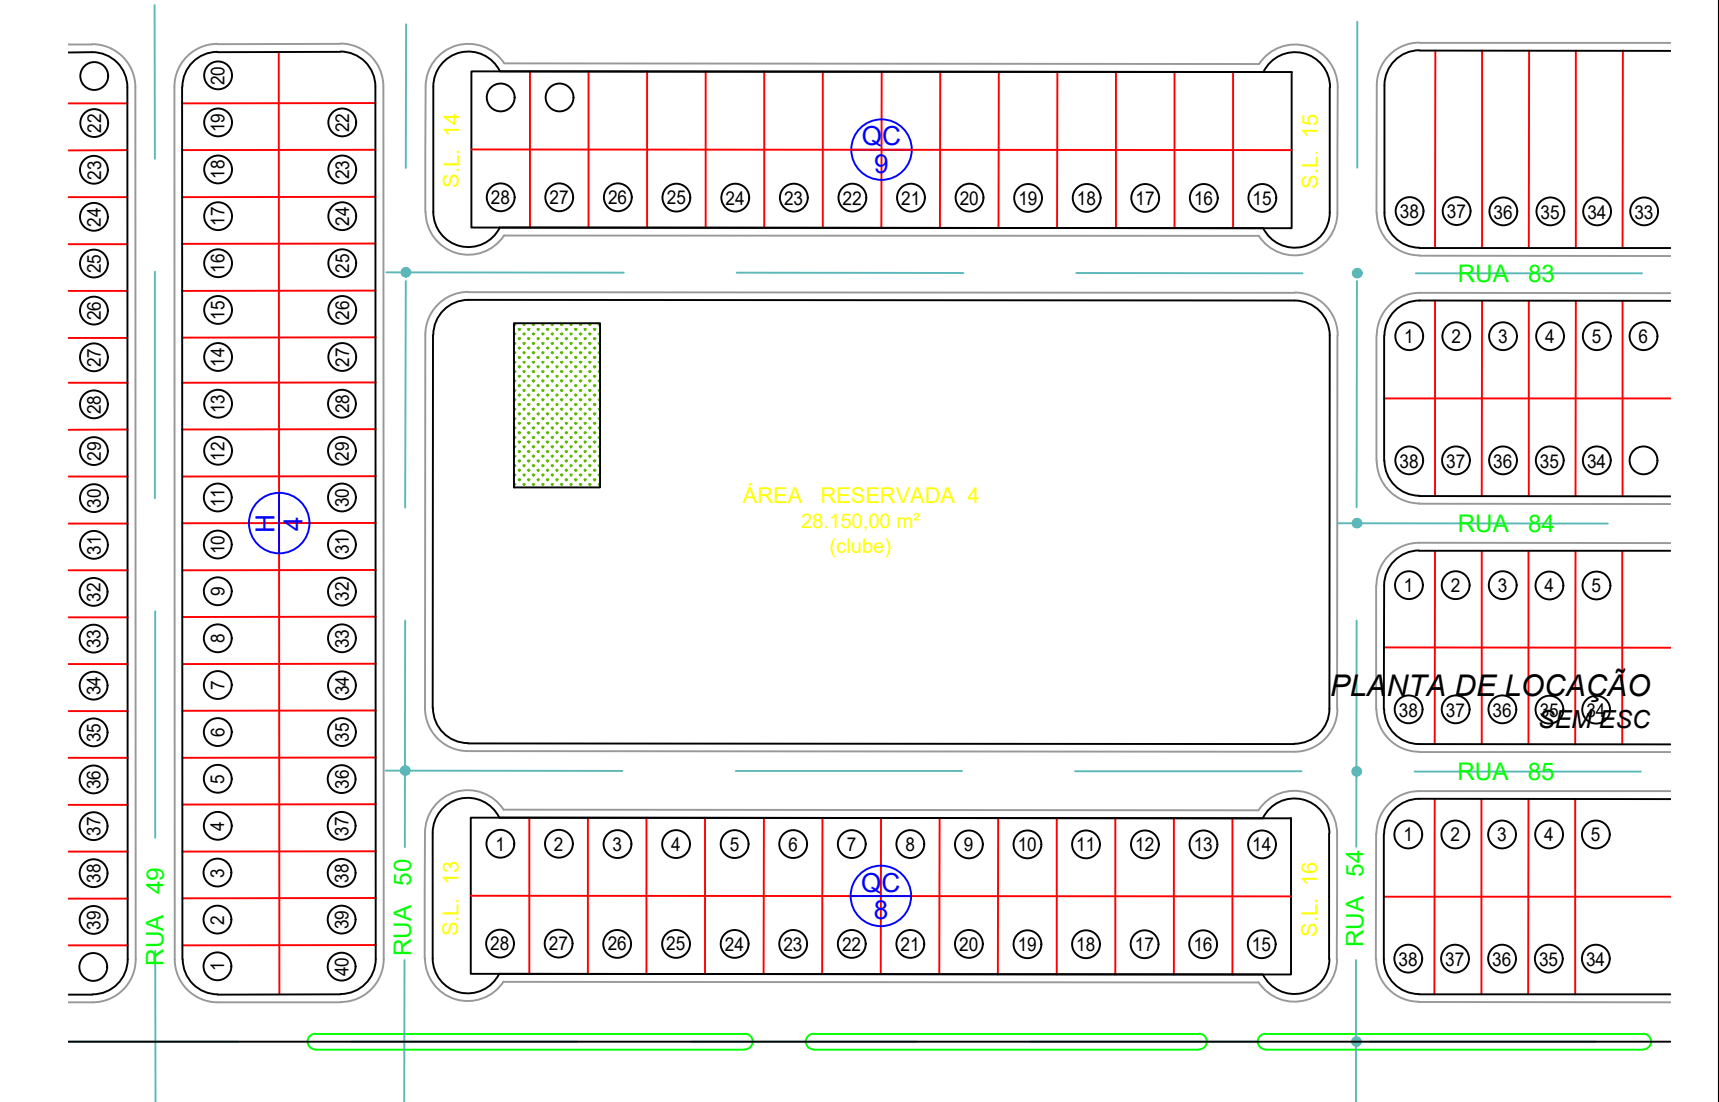 22
23
24
25
26
27
28
29
30
31
32
33
34
35
36
37
38
39
RUA 49
20
19
18
17
16
15
14
13
12
11
10
9
8
7
6
5
4
3
2
1
H
4
22
23
24
25
26
27
28
29
30
31
32
33
34
35
36
37
38
39
40
RUA 50
S.L. 14
QC
9
28 27 26 25 24 23 22 21 20 19 18 17 16 15
S.L. 15
38 37 36 35 34 33
RUA 83
1 2 3 4 5 6
38 37 36 35 34
ÁREA RESERVADA 4
28.150,00 m²
(clube)
RUA 84
1 2 3 4 5
PLANTA DE LOCAÇÃO
SEM ESC
38 37 36 35 34
RUA 85
S.L. 13
1 2 3 4 5 6 7 8 9 10 11 12 13 14
QC
8
28 27 26 25 24 23 22 21 20 19 18 17 16 15
S.L. 16
RUA 54
1 2 3 4 5
38 37 36 35 34